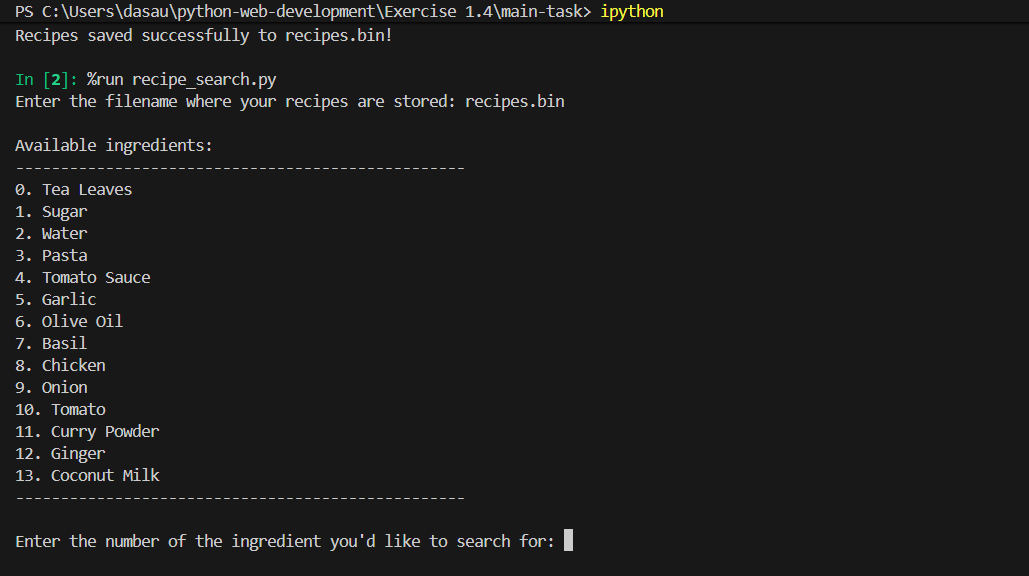 PS C:\Users\dasau\python-web-development\Exercise 1.4\main-task> ipython
Recipes saved successfully to recipes.bin!
In [2]: %run recipe_search.py
Enter the filename where your recipes are stored: recipes.bin
Available ingredients:
--------------------------------------------------
0. Tea Leaves
1. Sugar
2. Water
3. Pasta
4. Tomato Sauce
5. Garlic
6. Olive Oil
7. Basil
8. Chicken
9. Onion
10. Tomato
11. Curry Powder
12. Ginger
13. Coconut Milk
--------------------------------------------------
Enter the number of the ingredient you'd like to search for: